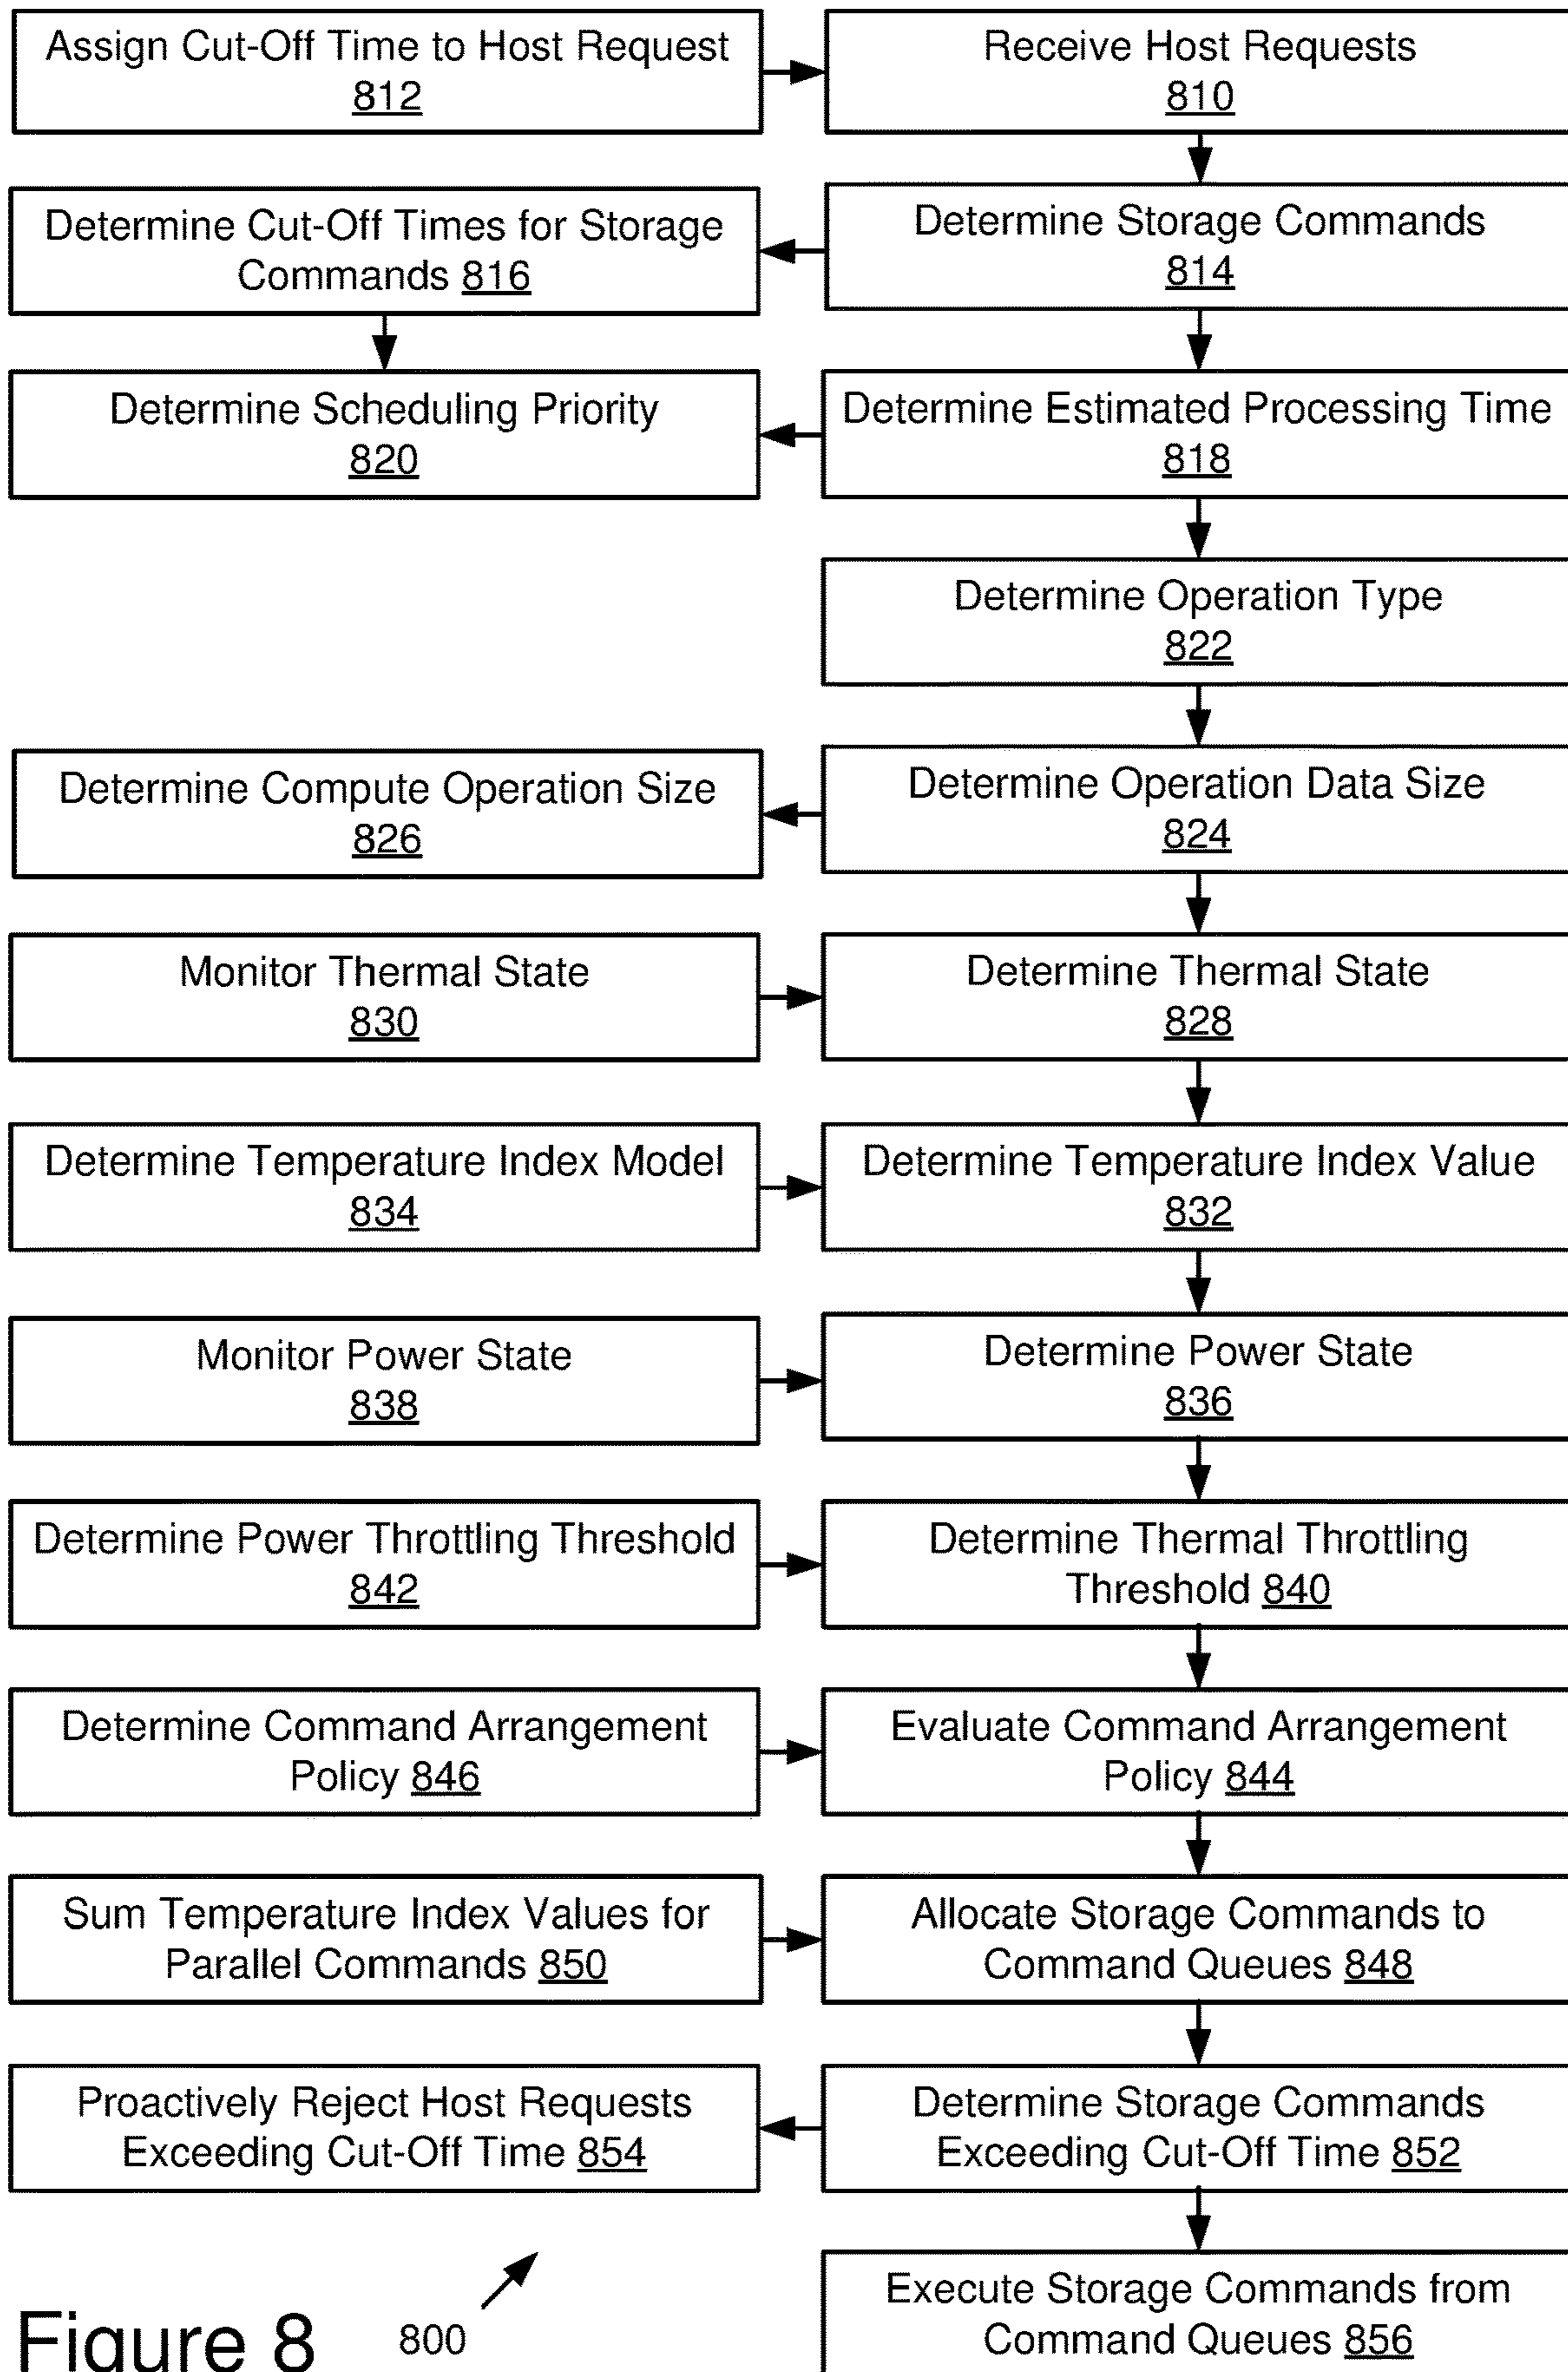 Assign Cut-Off Time to Host Request
812
Receive Host Requests
810
Determine Cut-Off Times for Storage
Commands 816
Determine Storage Commands
814
Determine Scheduling Priority
820
Determine Estimated Processing Time
818
Determine Operation Type
822
Determine Compute Operation Size
826
Determine Operation Data Size
824
Monitor Thermal State
830
Determine Thermal State
828
Determine Temperature Index Model
834
Determine Temperature Index Value
832
Monitor Power State
838
Determine Power State
836
Determine Power Throttling Threshold
842
Determine Thermal Throttling
Threshold 840
Determine Command Arrangement
Policy 846
Evaluate Command Arrangement
Policy 844
Sum Temperature Index Values for
Parallel Commands 850
Allocate Storage Commands to
Command Queues 848
Proactively Reject Host Requests
Exceeding Cut-Off Time 854
Determine Storage Commands
Exceeding Cut-Off Time 852
Execute Storage Commands from
Command Queues 856
Figure 8
800